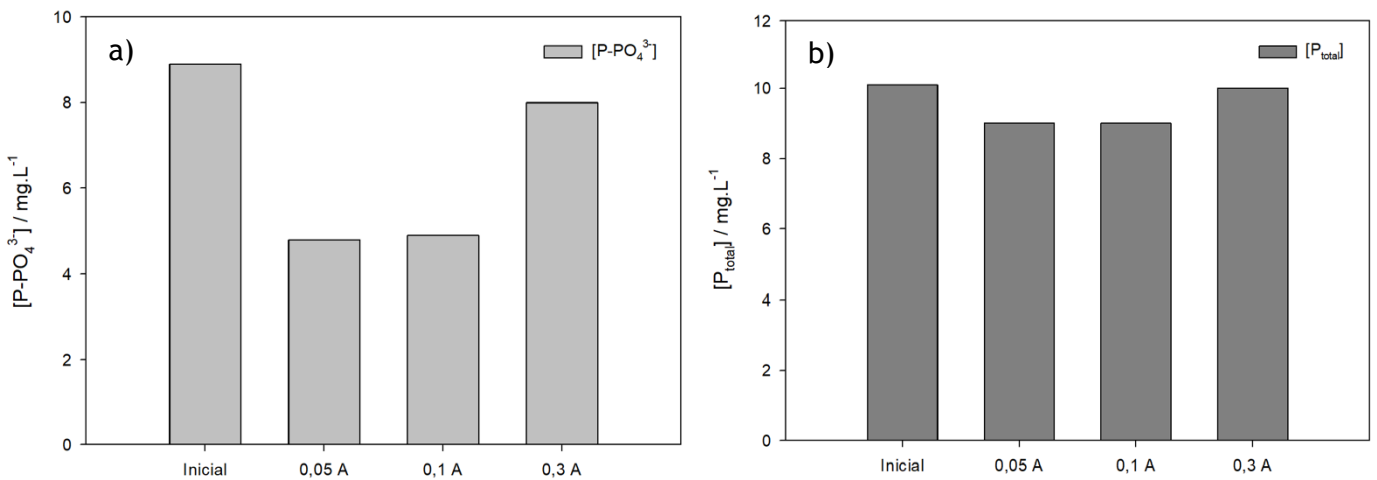 a)
[P-PO₄³⁻]
[P-PO₄³⁻] / mg.L⁻¹
10
8
6
4
2
0
Inicial 0,05 A 0,1 A 0,3 A
b)
[Pₜₒₜₐₗ]
[Pₜₒₜₐₗ] / mg.L⁻¹
12
10
8
6
4
2
0
Inicial 0,05 A 0,1 A 0,3 A